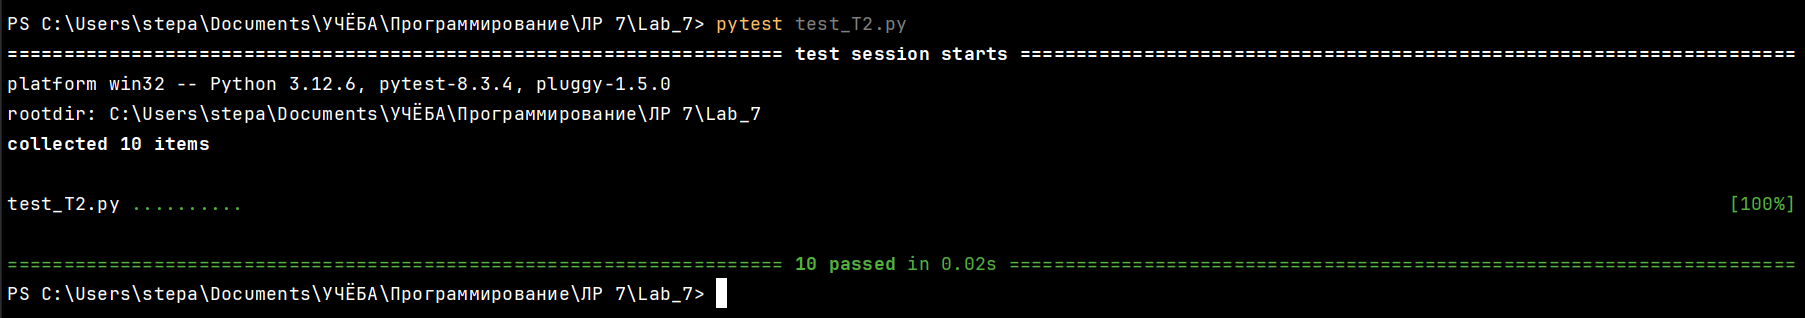 PS C:\Users\stepa\Documents\УЧЁБА\Программирование\ЛР 7\Lab_7> pytest test_T2.py
===================================================================== test session starts =====================================================================
platform win32 -- Python 3.12.6, pytest-8.3.4, pluggy-1.5.0
rootdir: C:\Users\stepa\Documents\УЧЁБА\Программирование\ЛР 7\Lab_7
collected 10 items
test_T2.py .......... [100%]
===================================================================== 10 passed in 0.02s ======================================================================
PS C:\Users\stepa\Documents\УЧЁБА\Программирование\ЛР 7\Lab_7>